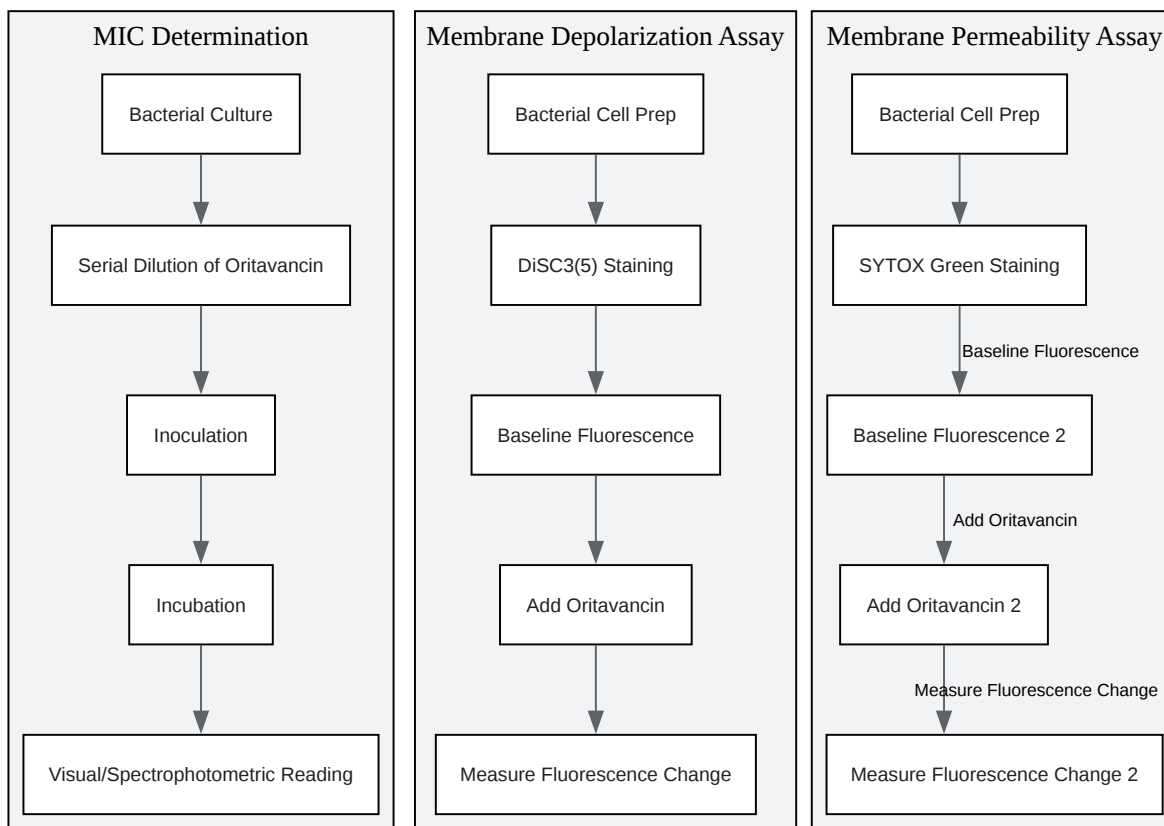 MIC Determination
Bacterial Culture
Serial Dilution of Oritavancin
Inoculation
Incubation
Visual/Spectrophotometric Reading
Membrane Depolarization Assay
Bacterial Cell Prep
DiSC3(5) Staining
Baseline Fluorescence
Add Oritavancin
Measure Fluorescence Change
Membrane Permeability Assay
Bacterial Cell Prep
SYTOX Green Staining
Baseline Fluorescence
Baseline Fluorescence 2
Add Oritavancin
Add Oritavancin 2
Measure Fluorescence Change
Measure Fluorescence Change 2